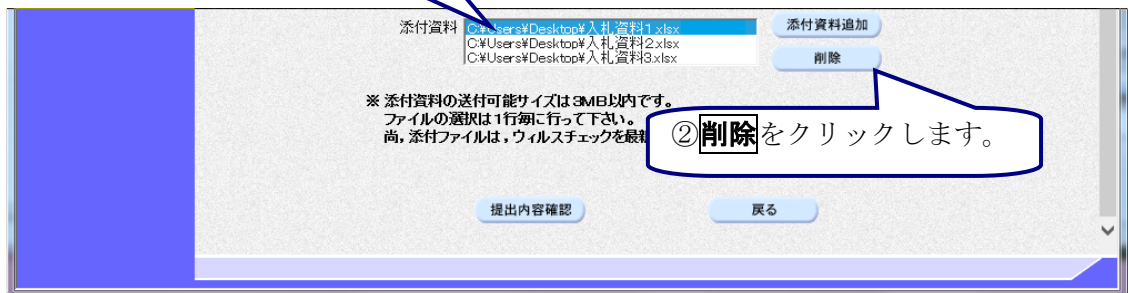 添付資料 C:¥Users¥Desktop¥入札資料1.xlsx 添付資料追加
C:¥Users¥Desktop¥入札資料2.xlsx
C:¥Users¥Desktop¥入札資料3.xlsx 削除
※ 添付資料の送付可能サイズは3MB以内です。
ファイルの選択は1行毎に行って下さい。
尚，添付ファイルは，ウィルスチェックを最
②削除をクリックします。
提出内容確認 戻る